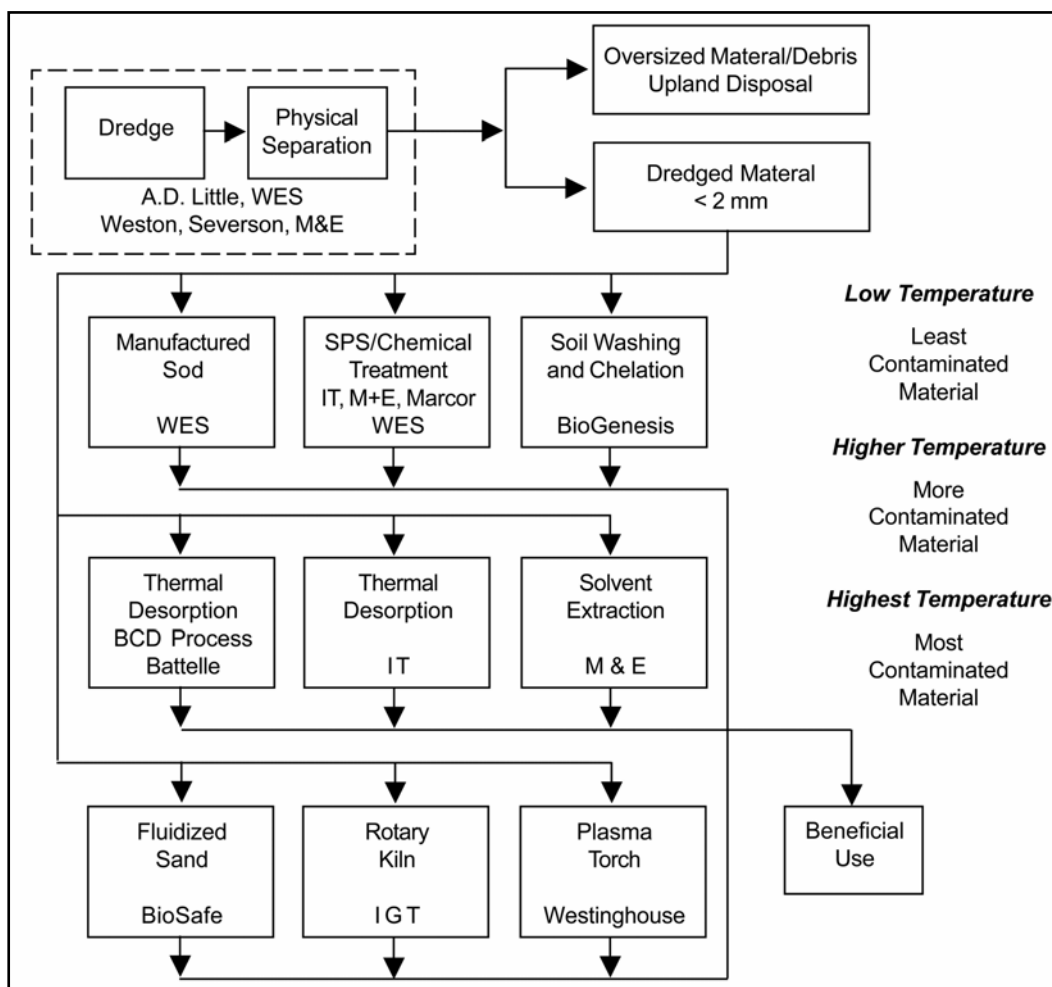 Oversized Materal/Debris
Upland Disposal
Dredge
Physical
Separation
A.D. Little, WES
Weston, Severson, M&E
Dredged Materal
< 2 mm
Manufactured
Sod
WES
SPS/Chemical
Treatment
IT, M+E, Marcor
WES
Soil Washing
and Chelation
BioGenesis
Low Temperature
Least
Contaminated
Material
Higher Temperature
More
Contaminated
Material
Highest Temperature
Most
Contaminated
Material
Thermal
Desorption
BCD Process
Battelle
Thermal
Desorption
IT
Solvent
Extraction
M & E
Fluidized
Sand
BioSafe
Rotary
Kiln
IGT
Plasma
Torch
Westinghouse
Beneficial
Use